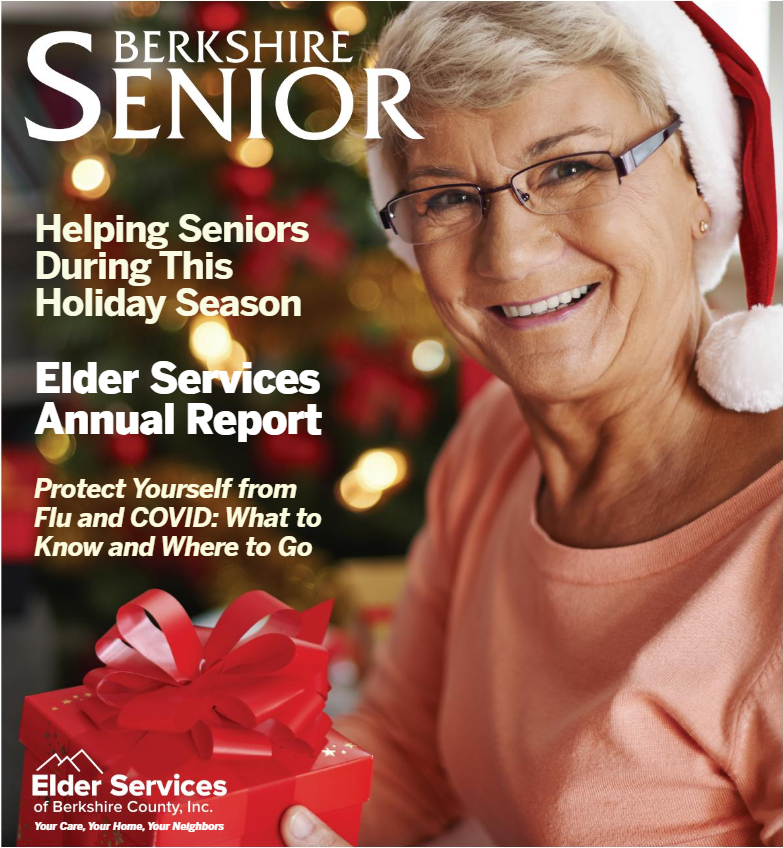 BERKSHIRE
SENIOR
Helping Seniors
During This
Holiday Season
Elder Services
Annual Report
Protect Yourself from
Flu and COVID: What to
Know and Where to Go
Elder Services
of Berkshire County, Inc.
Your Care, Your Home, Your Neighbors